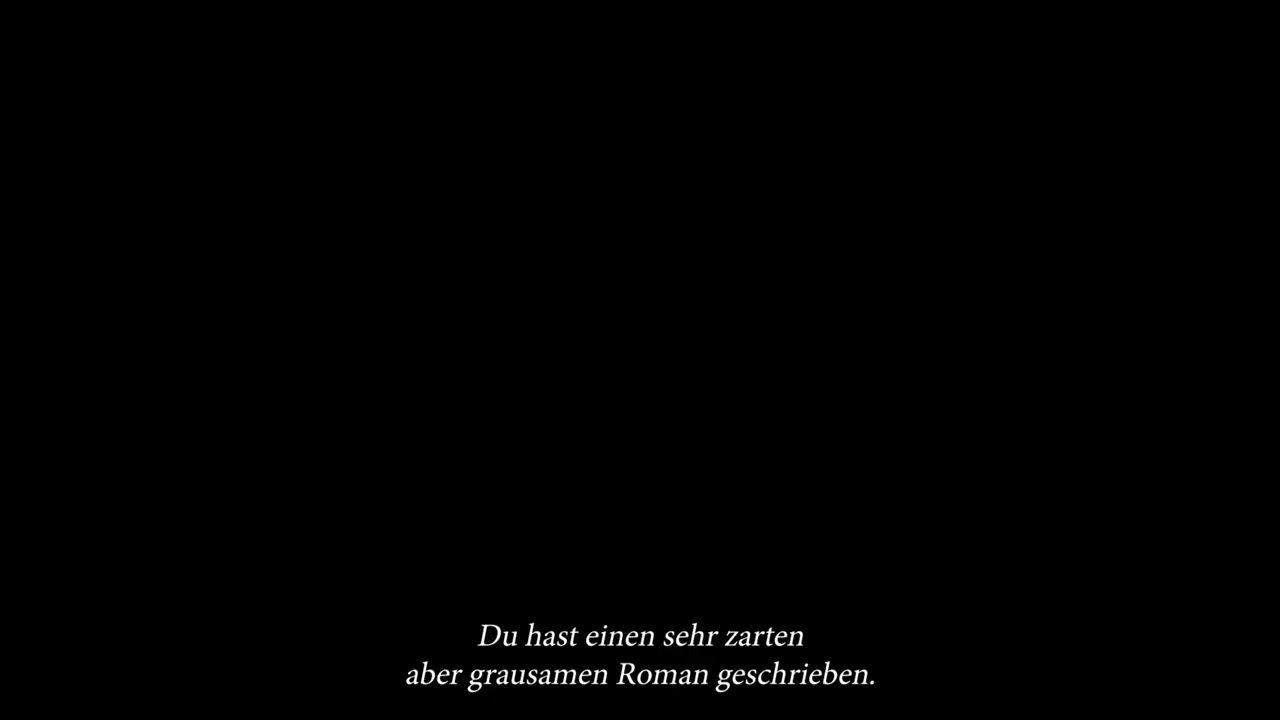 Du hast einen sehr zarten
aber grausamen Roman geschrieben.